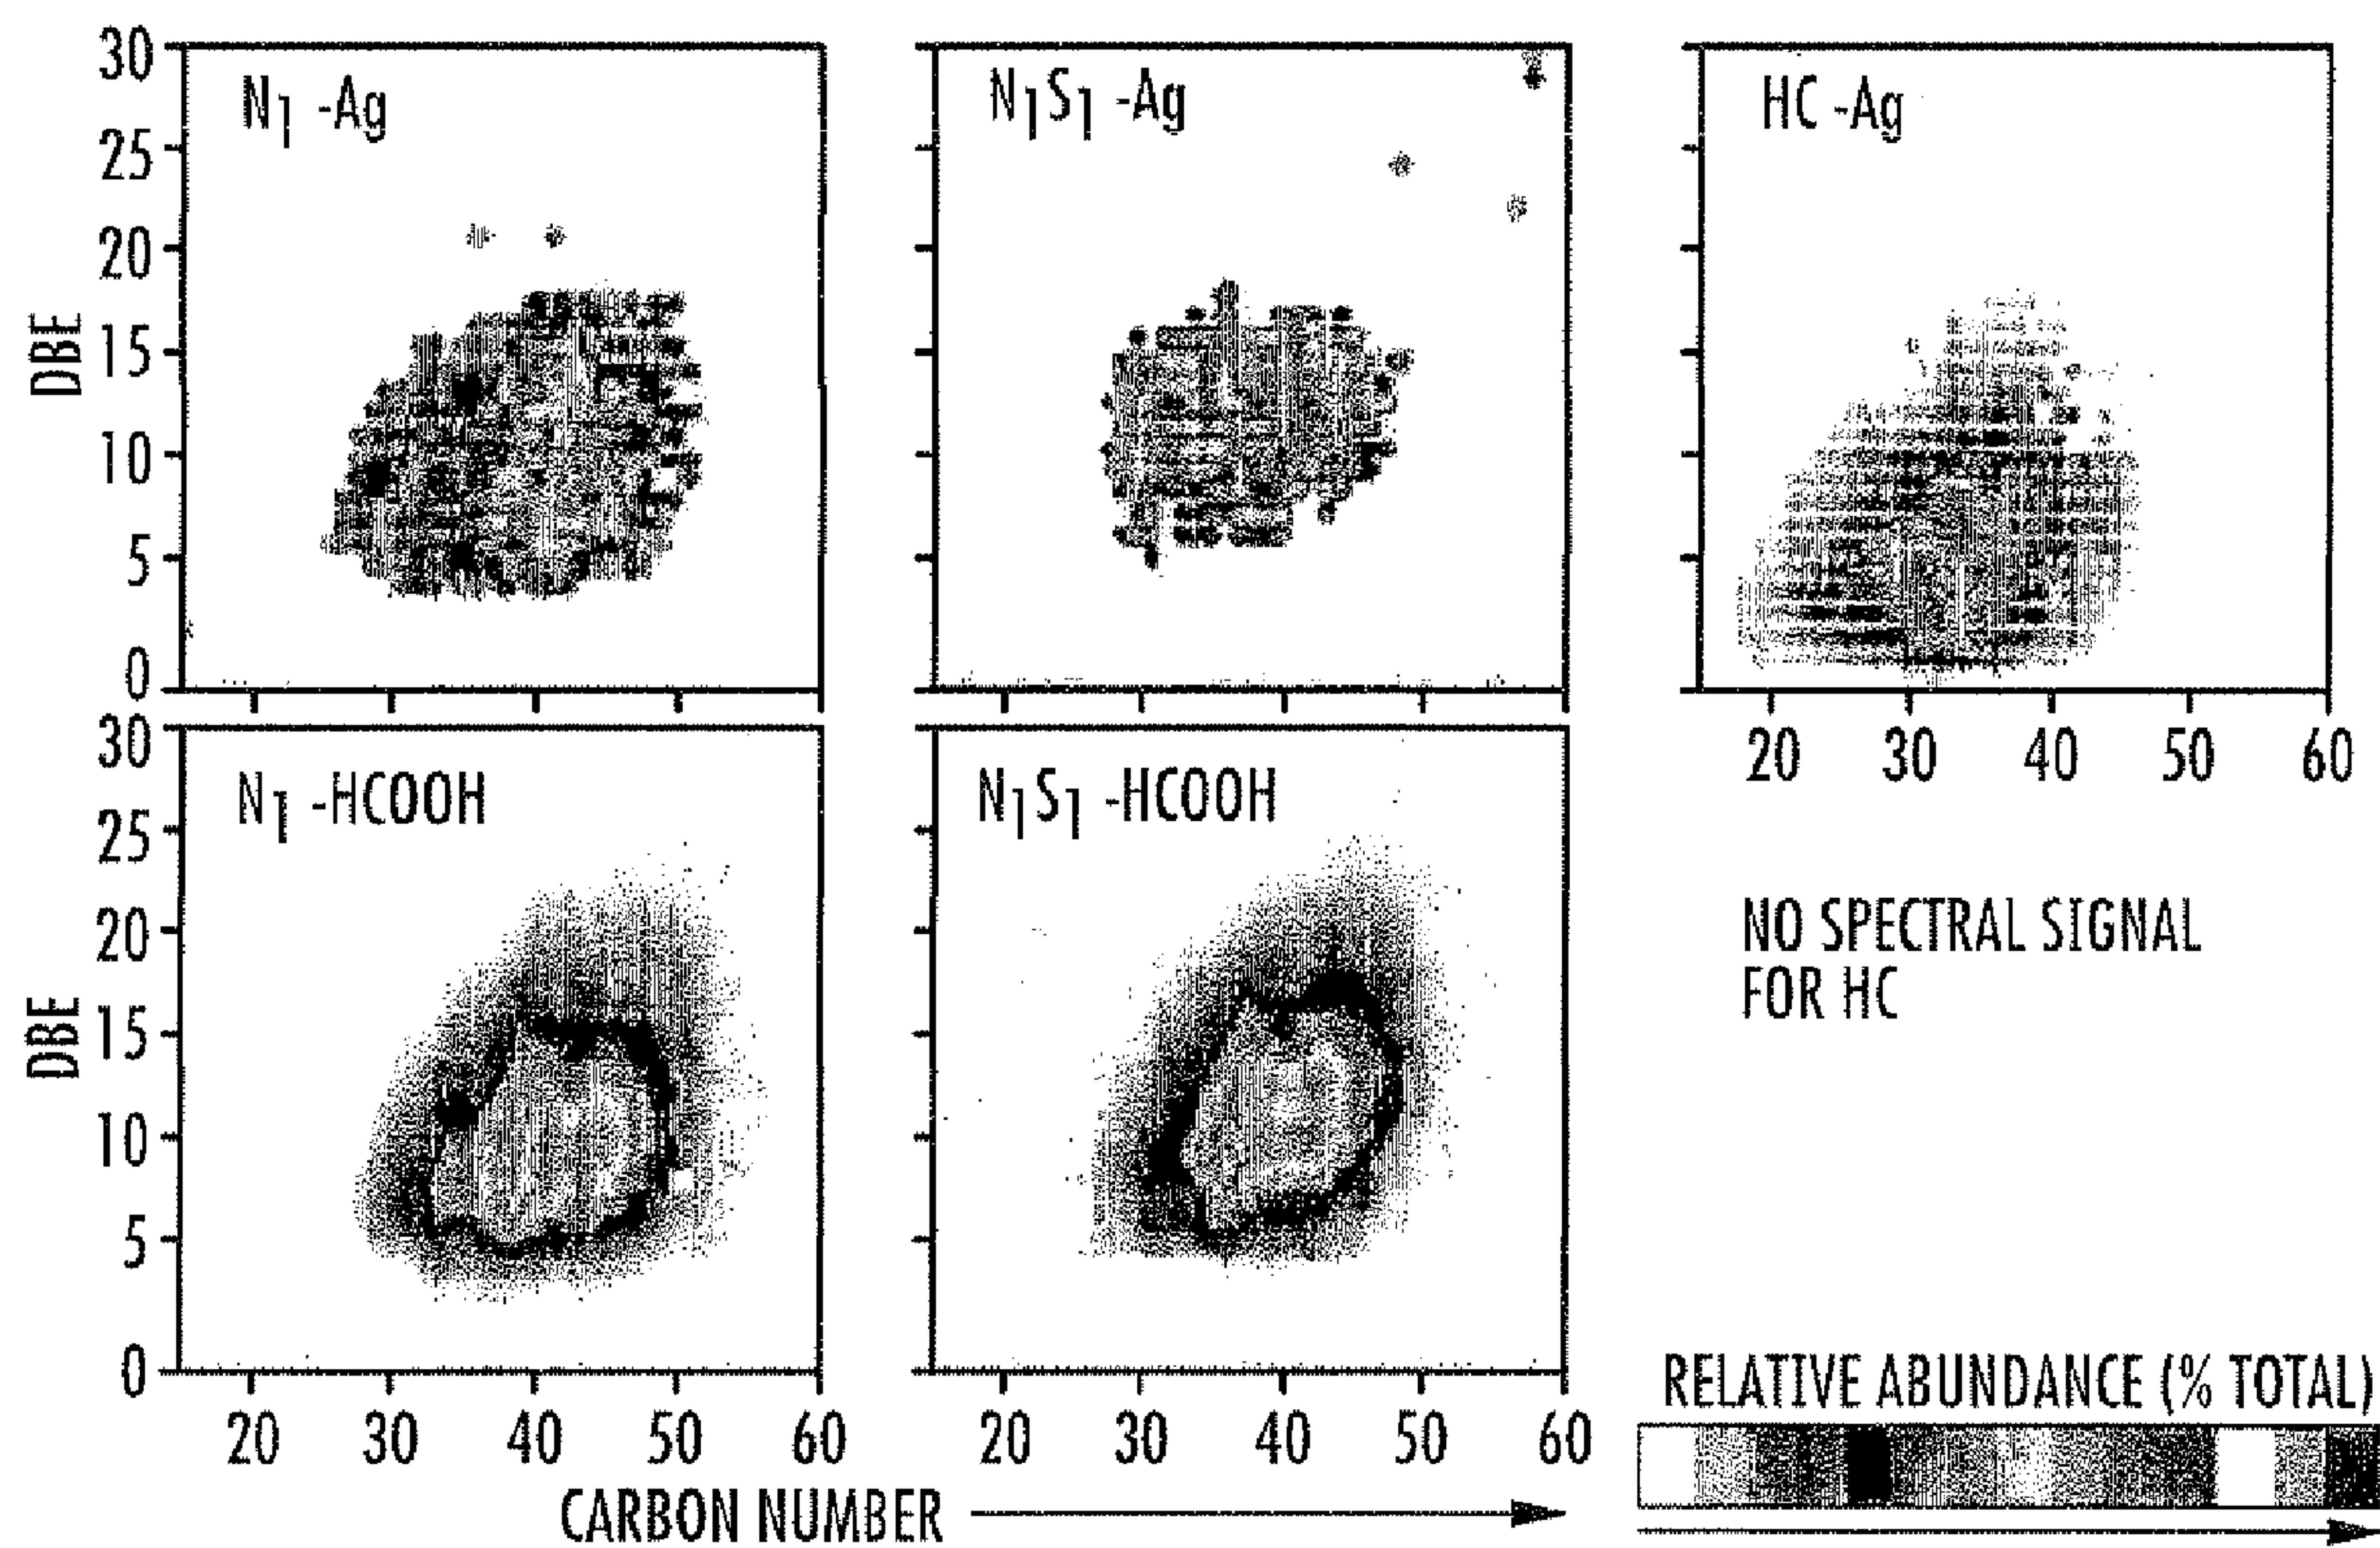 30
25
20
15
10
5
0
DBE
N1 -Ag
N1S1 -Ag
HC -Ag
20 30 40 50 60
30
25
20
15
10
5
0
DBE
N1 -HCOOH
N1S1 -HCOOH
NO SPECTRAL SIGNAL
FOR HC
20 30 40 50 60
20 30 40 50 60
CARBON NUMBER
RELATIVE ABUNDANCE (% TOTAL)